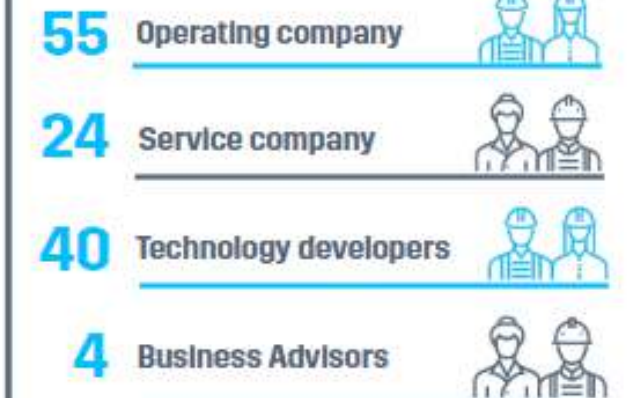 55 Operating company
24 Service company
40 Technology developers
4 Business Advisors